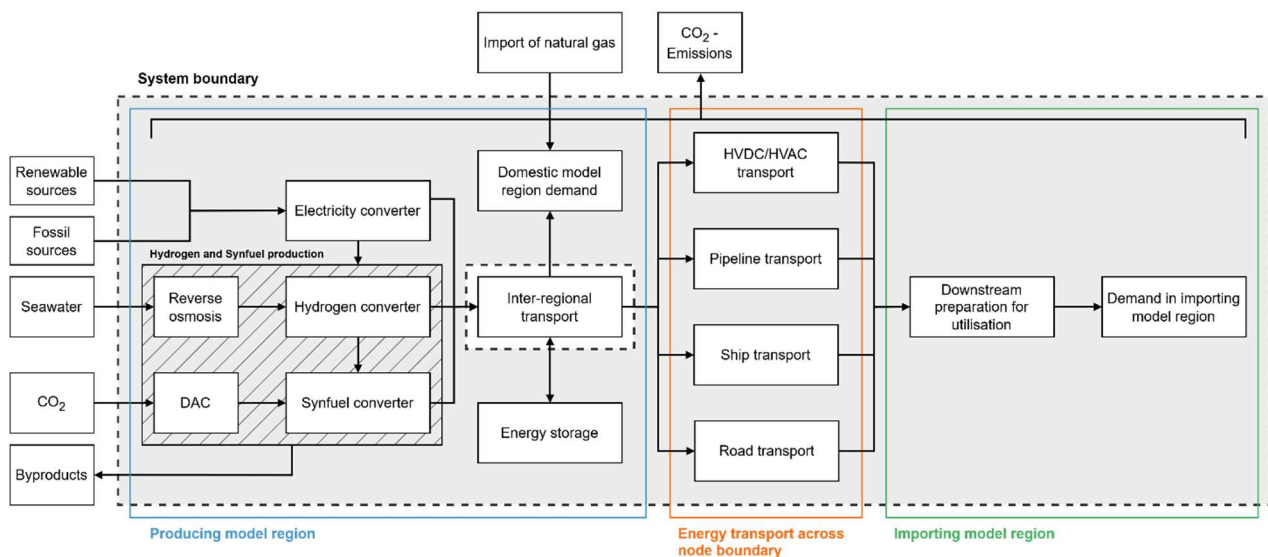 Import of natural gas
CO₂ -
Emissions
System boundary
Renewable
sources
Fossil
sources
Seawater
CO₂
Byproducts
Electricity converter
Hydrogen and Synfuel production
Reverse
osmosis
Hydrogen converter
DAC
Synfuel converter
Domestic model
region demand
Inter-regional
transport
Energy storage
HVDC/HVAC
transport
Pipeline transport
Ship transport
Road transport
Downstream
preparation for
utilisation
Demand in importing
model region
Producing model region
Energy transport across
node boundary
Importing model region